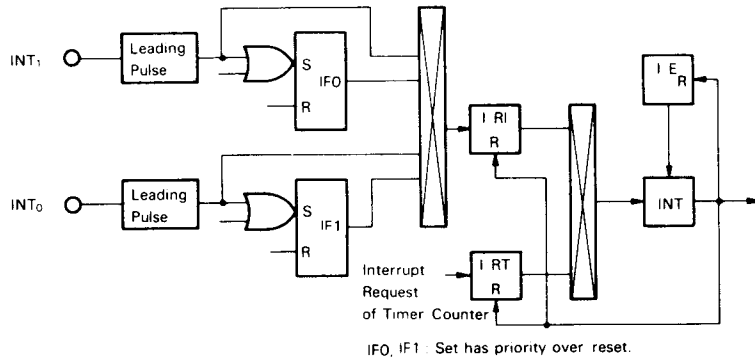 INT₁
Leading
Pulse
S
IF0
R
INT₀
Leading
Pulse
S
IF1
R
I RI
R
I E
R
INT
I RT
R
Interrupt
Request
of Timer Counter
IF0, IF1 : Set has priority over reset.